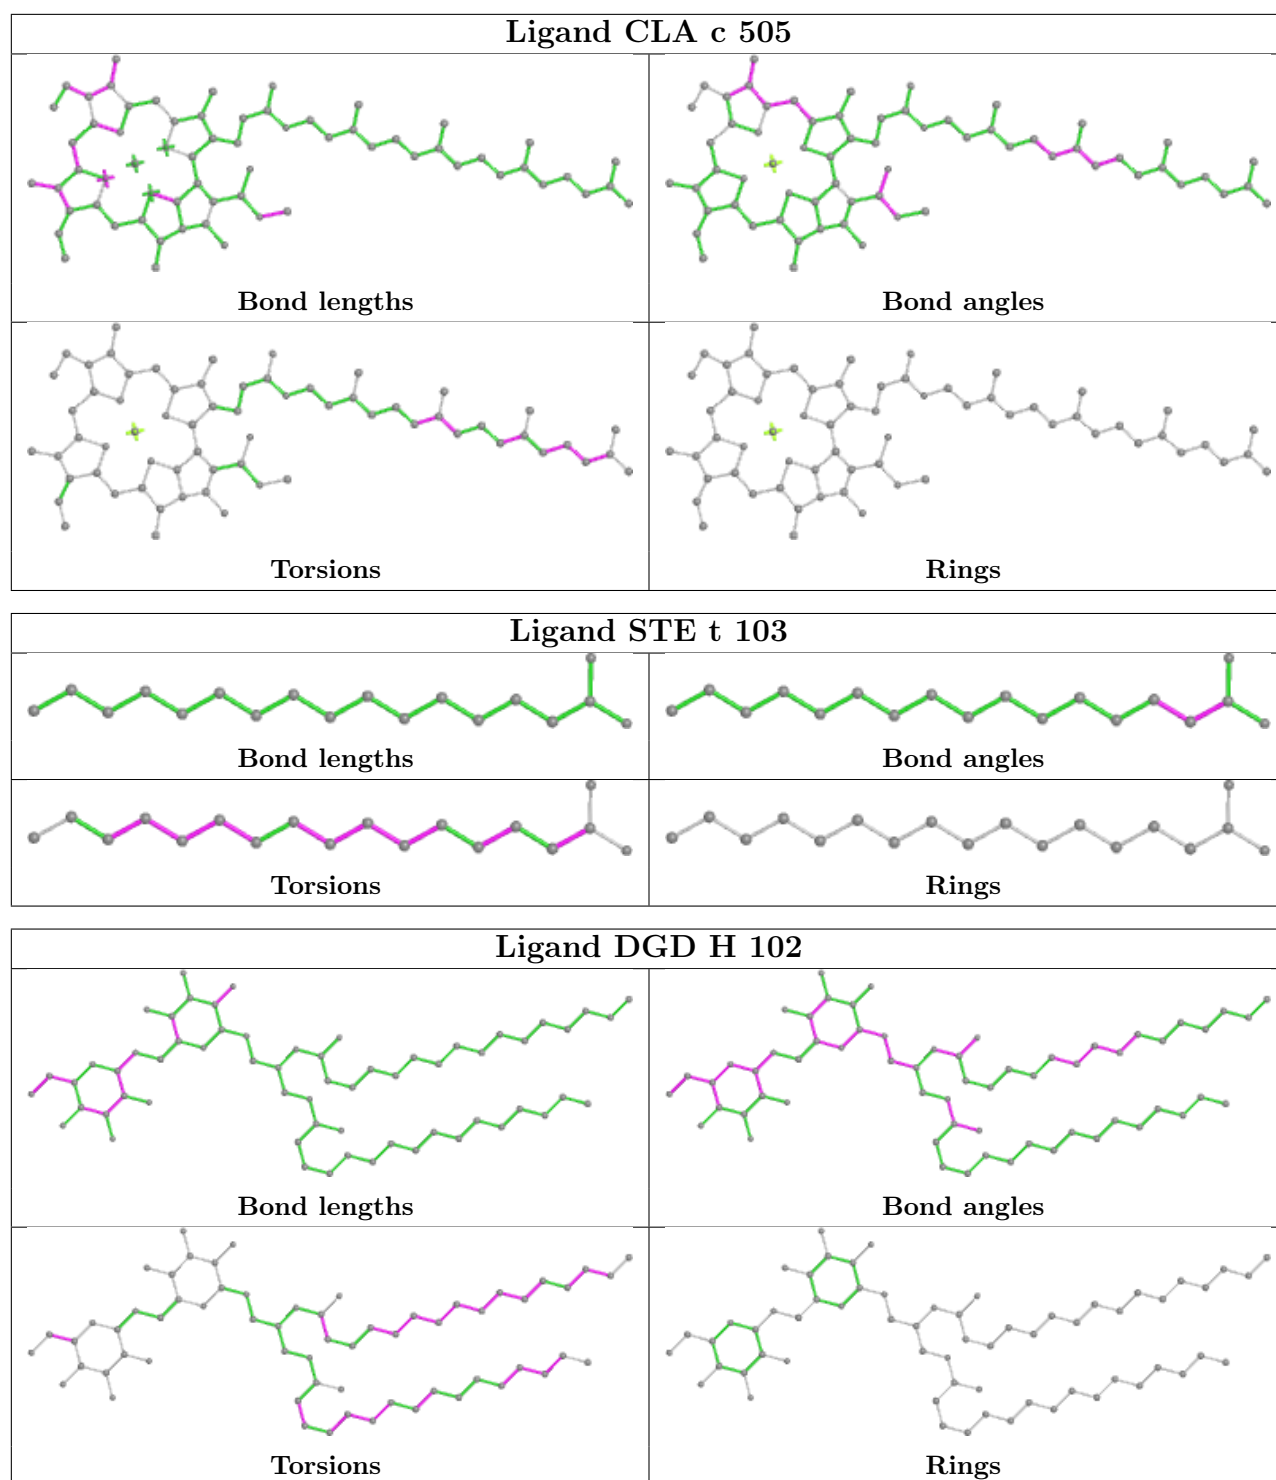 Ligand CLA c 505
Bond lengths
Bond angles
Torsions
Rings
Ligand STE t 103
Bond lengths
Bond angles
Torsions
Rings
Ligand DGD H 102
Bond lengths
Bond angles
Torsions
Rings